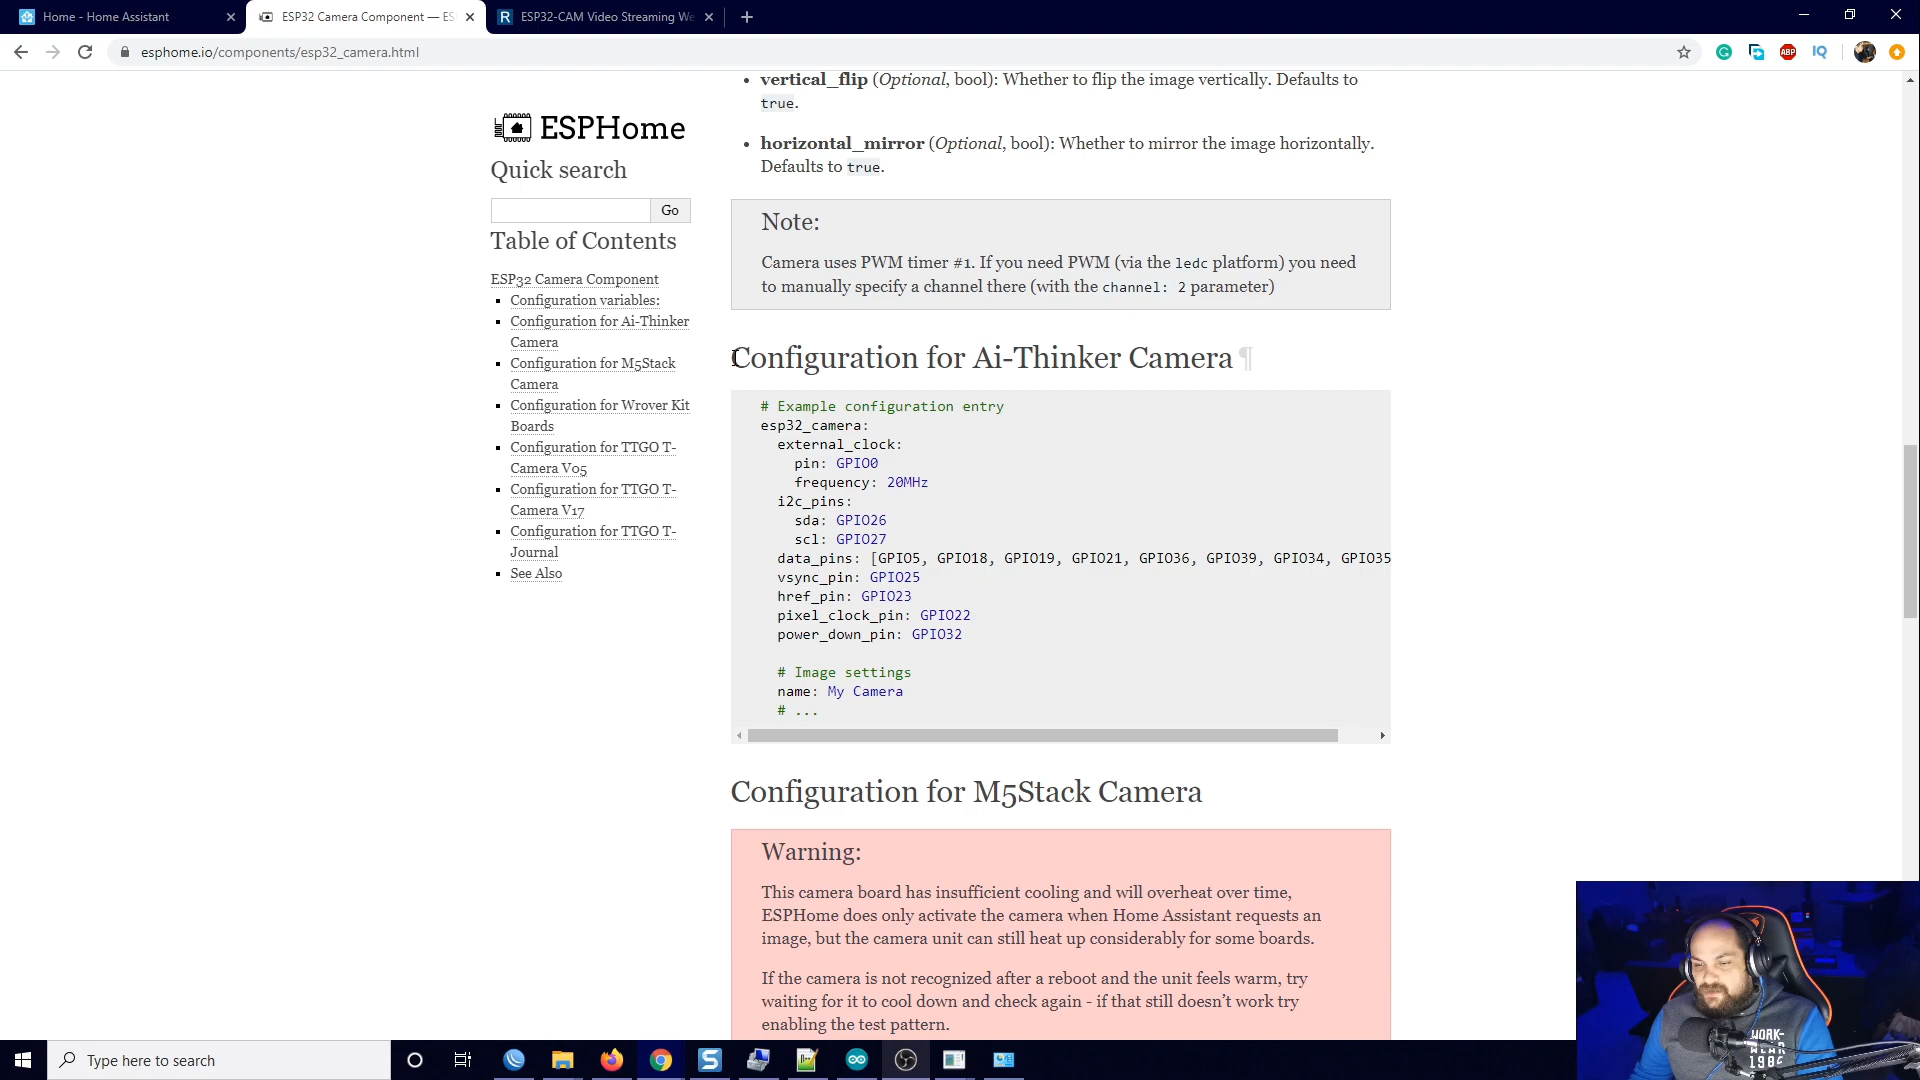 Home - Home Assistant
ESP32 Camera Component — ES
R ESP32-CAM Video Streaming We
esphome.io/components/esp32_camera.html
ABP
IQ
ESPHome
Quick search
Go
Table of Contents
ESP32 Camera Component
Configuration variables:
Configuration for Ai-Thinker
Camera
Configuration for M5Stack
Camera
Configuration for Wrover Kit
Boards
Configuration for TTGO T-
Camera V05
Configuration for TTGO T-
Camera V17
Configuration for TTGO T-
Journal
See Also
• vertical_flip (Optional, bool): Whether to flip the image vertically. Defaults to
true.
• horizontal_mirror (Optional, bool): Whether to mirror the image horizontally.
Defaults to true.
Note:
Camera uses PWM timer #1. If you need PWM (via the ledc platform) you need
to manually specify a channel there (with the channel: 2 parameter)
Configuration for Ai-Thinker Camera ¶
# Example configuration entry
esp32_camera:
external_clock:
pin: GPIO0
frequency: 20MHz
i2c_pins:
sda: GPIO26
scl: GPIO27
data_pins: [GPIO5, GPIO18, GPIO19, GPIO21, GPIO36, GPIO39, GPIO34, GPIO35
vsync_pin: GPIO25
href_pin: GPIO23
pixel_clock_pin: GPIO22
power_down_pin: GPIO32
# Image settings
name: My Camera
# ...
Configuration for M5Stack Camera
Warning:
This camera board has insufficient cooling and will overheat over time,
ESPHome does only activate the camera when Home Assistant requests an
image, but the camera unit can still heat up considerably for some boards.
If the camera is not recognized after a reboot and the unit feels warm, try
waiting for it to cool down and check again - if that still doesn’t work try
enabling the test pattern.
WORK-
WEAR
1986
Type here to search